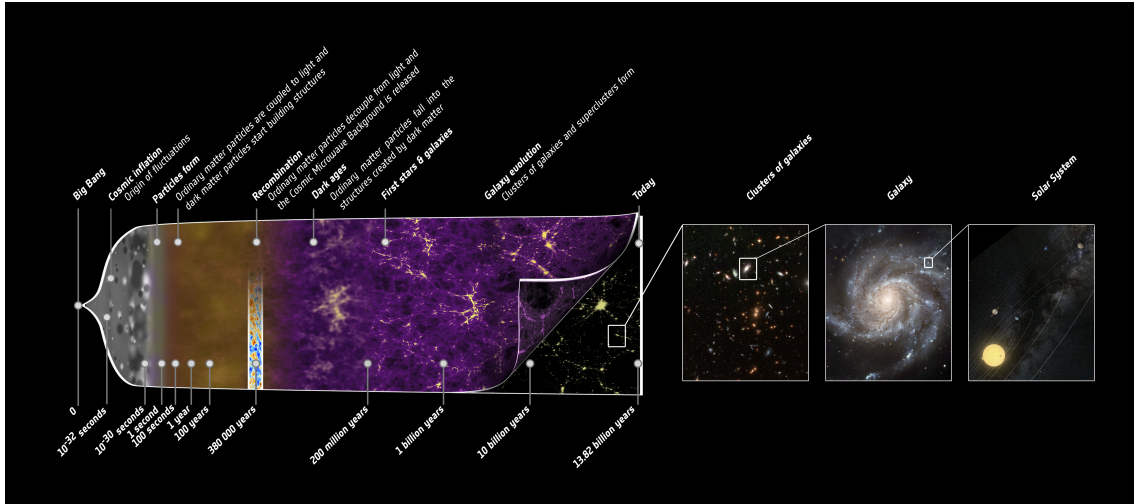 Big Bang
Cosmic inflation
Origin of fluctuations
Particles form
Ordinary matter particles are coupled to light and
dark matter particles start building structures
Recombination
Ordinary matter particles decouple from light and
the Cosmic Microwave Background is released
Dark ages
Ordinary matter particles fall into the
structures created by dark matter
First stars & galaxies
Galaxy evolution
Clusters of galaxies and superclusters form
Today
Clusters of galaxies
Galaxy
Solar System
0
10-32 seconds
10-30 seconds
1 second
100 seconds
1 year
100 years
380 000 years
200 million years
1 billion years
10 billion years
13.82 billion years